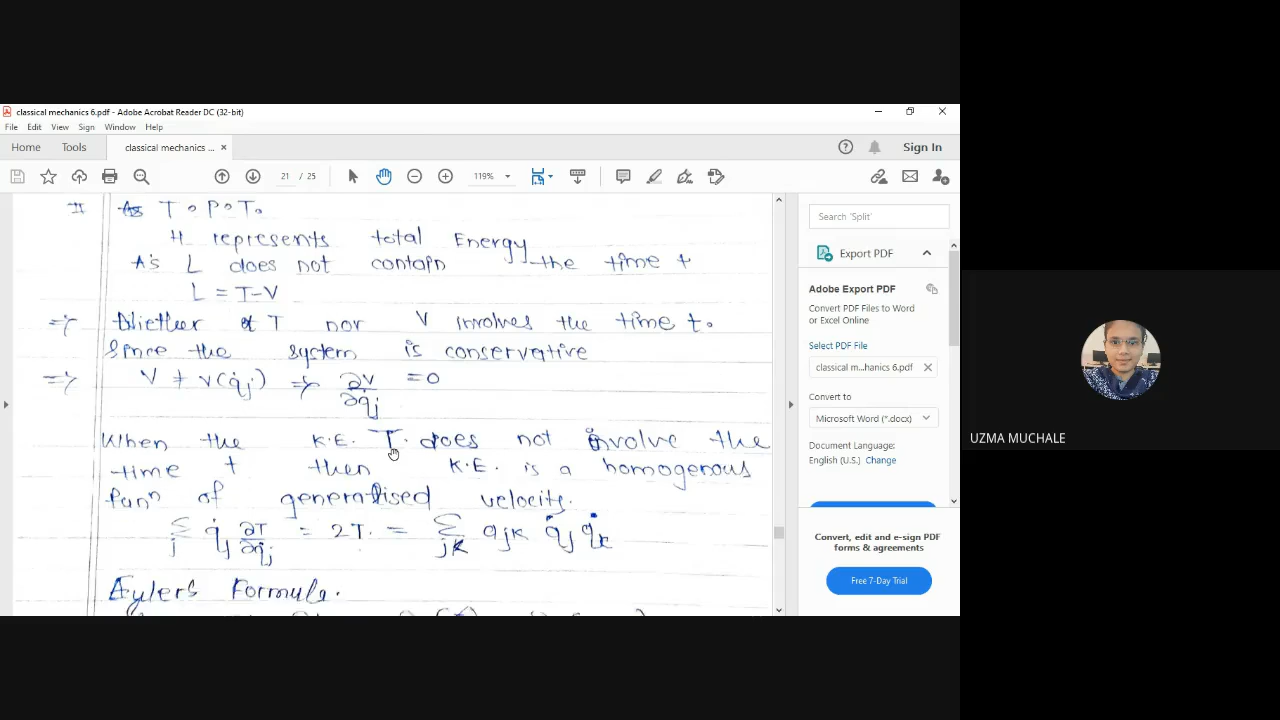 classical mechanics 6.pdf - Adobe Acrobat Reader DC (32-bit)
File Edit View Sign Window Help
Home Tools classical mechanics ... × Sign In
21 / 25 119%
II As T.P.T.
H represents total Energy
As L does not contain the time t
L = T-V
=> Niether T nor V involves the time t.
Since the system is conservative
=> V ≠ V(q̇j) => ∂V/∂q̇j = 0
When the K.E. T. does not involve the
time t then K.E. is a homogenous
funⁿ of generalised velocity.
Σj q̇j ∂T/∂q̇j = 2T. = Σjk ajk q̇j q̇k
Eulers Formula.
Search 'Split'
Export PDF
Adobe Export PDF
Convert PDF Files to Word
or Excel Online
Select PDF File
classical m...hanics 6.pdf ×
Convert to
Microsoft Word (*.docx)
Document Language:
English (U.S.) Change
Convert, edit and e-sign PDF
forms & agreements
Free 7-Day Trial
UZMA MUCHALE